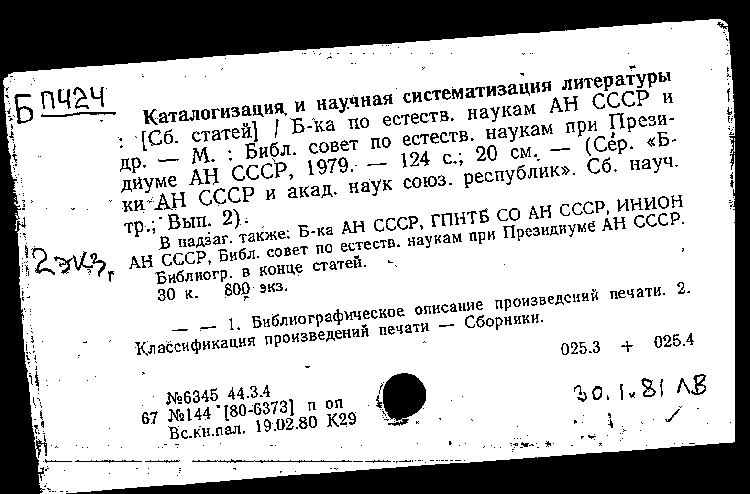 Б П424
Каталогизация и научная систематизация литературы
: [Сб. статей] / Б-ка по естеств. наукам АН СССР и
др. — М. : Библ. совет по естеств. наукам при Прези-
диуме АН СССР, 1979. — 124 с.; 20 см. — (Сер. «Б-
ки АН СССР и акад. наук союз. республик». Сб. науч.
тр.; Вып. 2).
В надзаг. также: Б-ка АН СССР, ГПНТБ СО АН СССР, ИНИОН
2 экз. АН СССР, Библ. совет по естеств. наукам при Президиуме АН СССР.
Библиогр. в конце статей.
30 к. 800 экз.
— — 1. Библиографическое описание произведений печати. 2.
Классификация произведений печати — Сборники.
025.3 + 025.4
№6345 44.3.4
67 №144 [80-6373] п оп
Вс.кн.пал. 19.02.80 К29
30.1.81 ЛВ